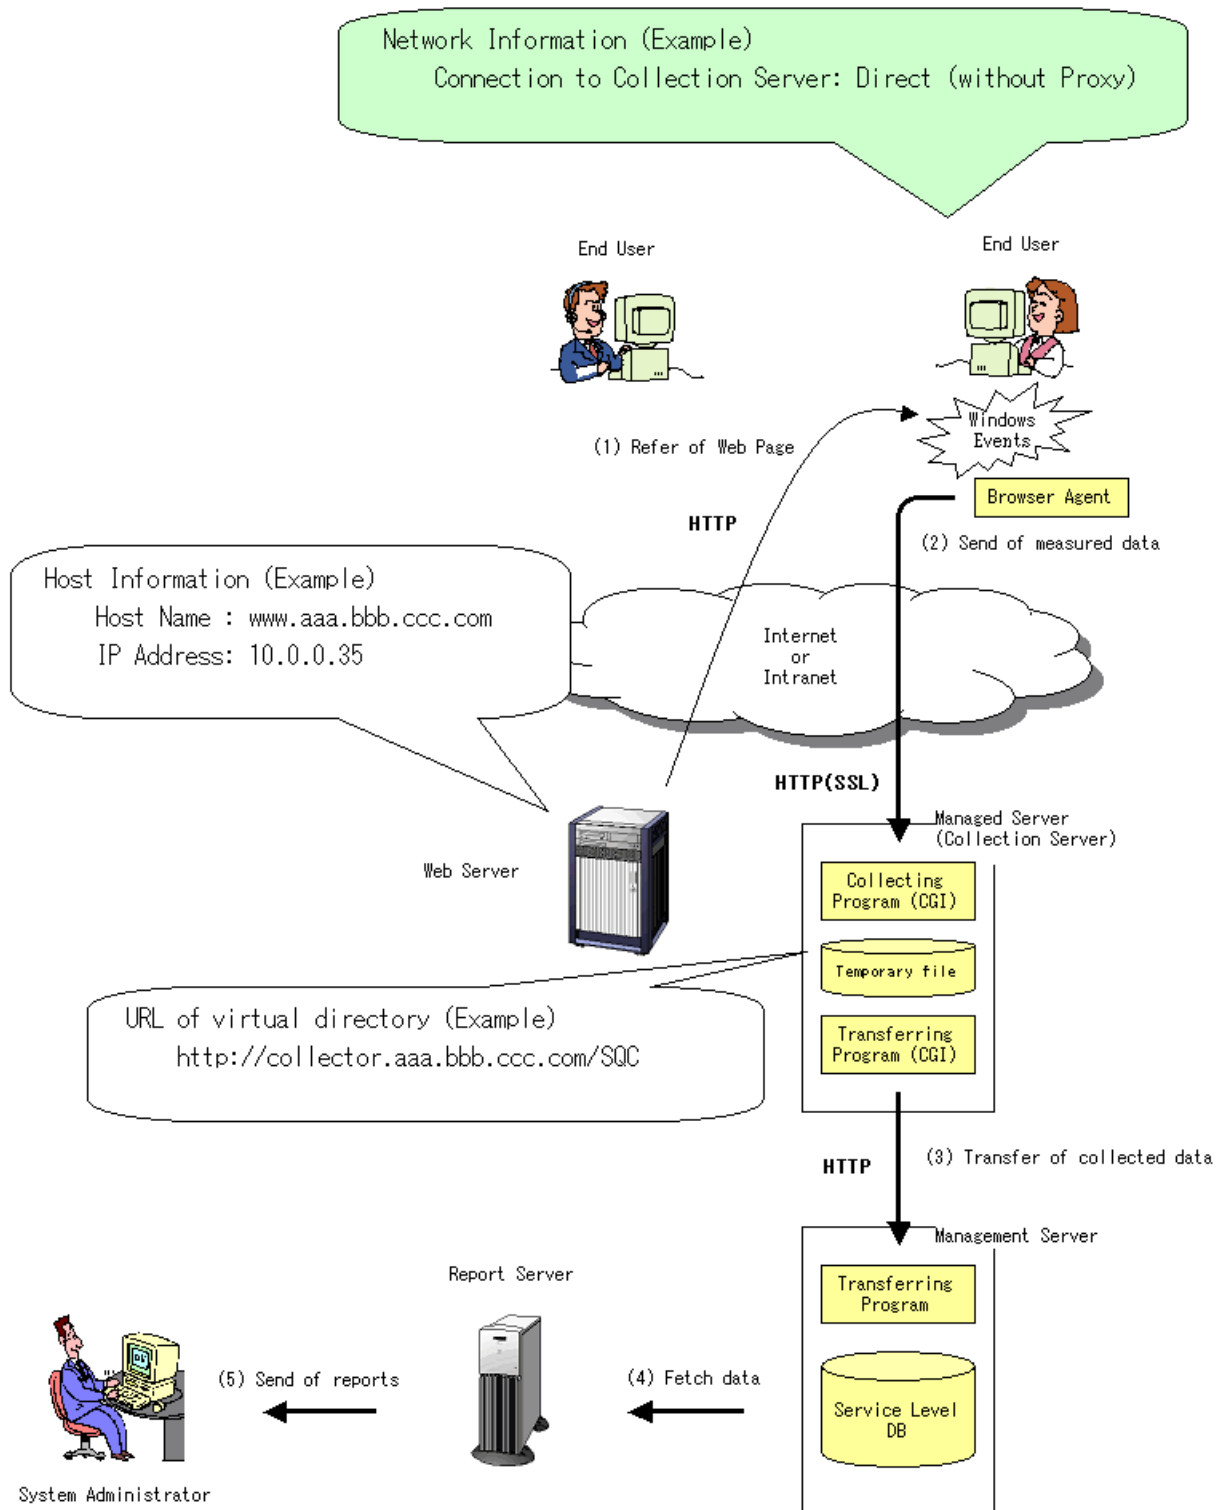 Network Information (Example)
Connection to Collection Server: Direct (without Proxy)
End User
End User
Windows
Events
(1) Refer of Web Page
Browser Agent
HTTP
(2) Send of measured data
Host Information (Example)
Host Name : www.aaa.bbb.ccc.com
IP Address: 10.0.0.35
Internet
or
Intranet
HTTP(SSL)
Managed Server
(Collection Server)
Web Server
Collecting
Program (CGI)
Temporary file
URL of virtual directory (Example)
http://collector.aaa.bbb.ccc.com/SQC
Transferring
Program (CGI)
HTTP
(3) Transfer of collected data
Management Server
Report Server
Transferring
Program
(5) Send of reports
(4) Fetch data
Service Level
DB
System Administrator